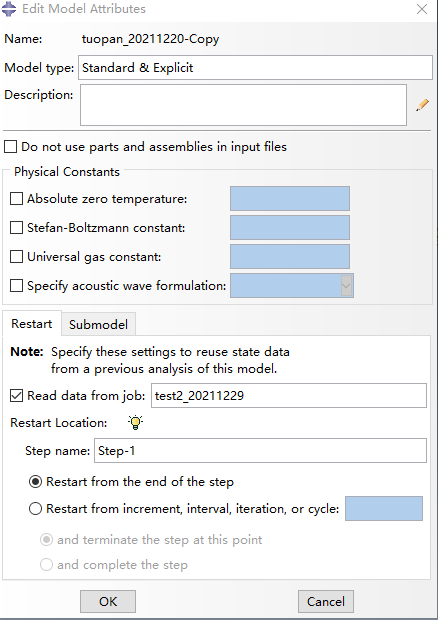 Edit Model Attributes
Name: tuopan_20211220-Copy
Model type: Standard & Explicit
Description:
Do not use parts and assemblies in input files
Physical Constants
Absolute zero temperature:
Stefan-Boltzmann constant:
Universal gas constant:
Specify acoustic wave formulation:
Restart Submodel
Note: Specify these settings to reuse state data
from a previous analysis of this model.
Read data from job: test2_20211229
Restart Location:
Step name: Step-1
Restart from the end of the step
Restart from increment, interval, iteration, or cycle:
and terminate the step at this point
and complete the step
OK Cancel